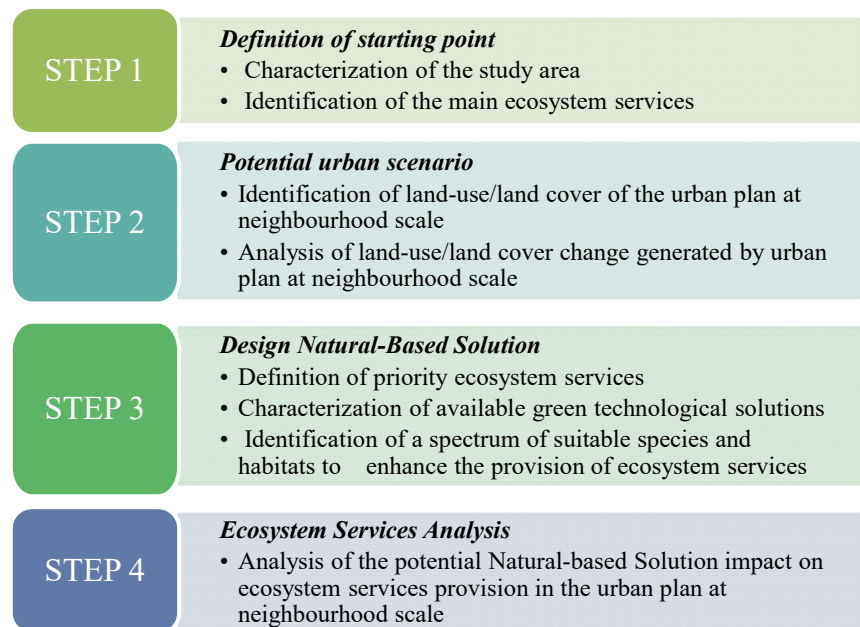 STEP 1
Definition of starting point
• Characterization of the study area
• Identification of the main ecosystem services
STEP 2
Potential urban scenario
• Identification of land-use/land cover of the urban plan at
neighbourhood scale
• Analysis of land-use/land cover change generated by urban
plan at neighbourhood scale
STEP 3
Design Natural-Based Solution
• Definition of priority ecosystem services
• Characterization of available green technological solutions
• Identification of a spectrum of suitable species and
habitats to enhance the provision of ecosystem services
STEP 4
Ecosystem Services Analysis
• Analysis of the potential Natural-based Solution impact on
ecosystem services provision in the urban plan at
neighbourhood scale